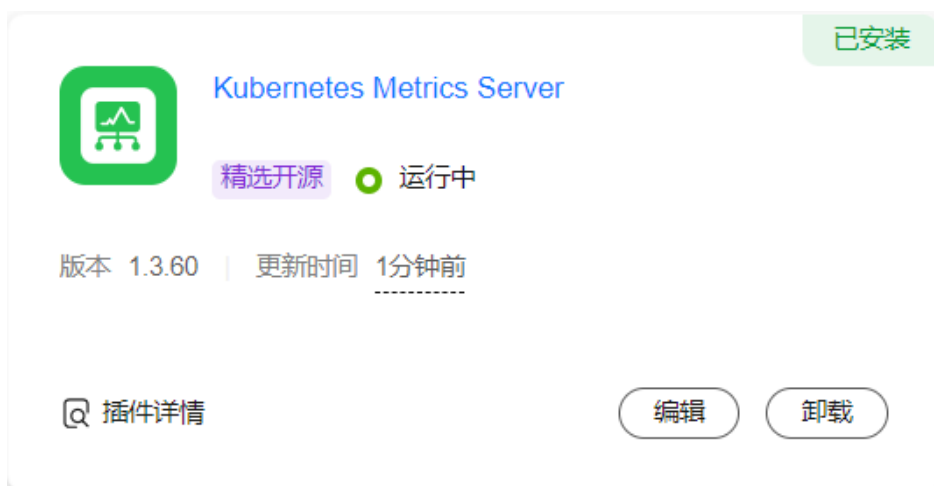 已安装
Kubernetes Metrics Server
精选开源 运行中
版本 1.3.60 更新时间 1分钟前
插件详情 编辑 卸载